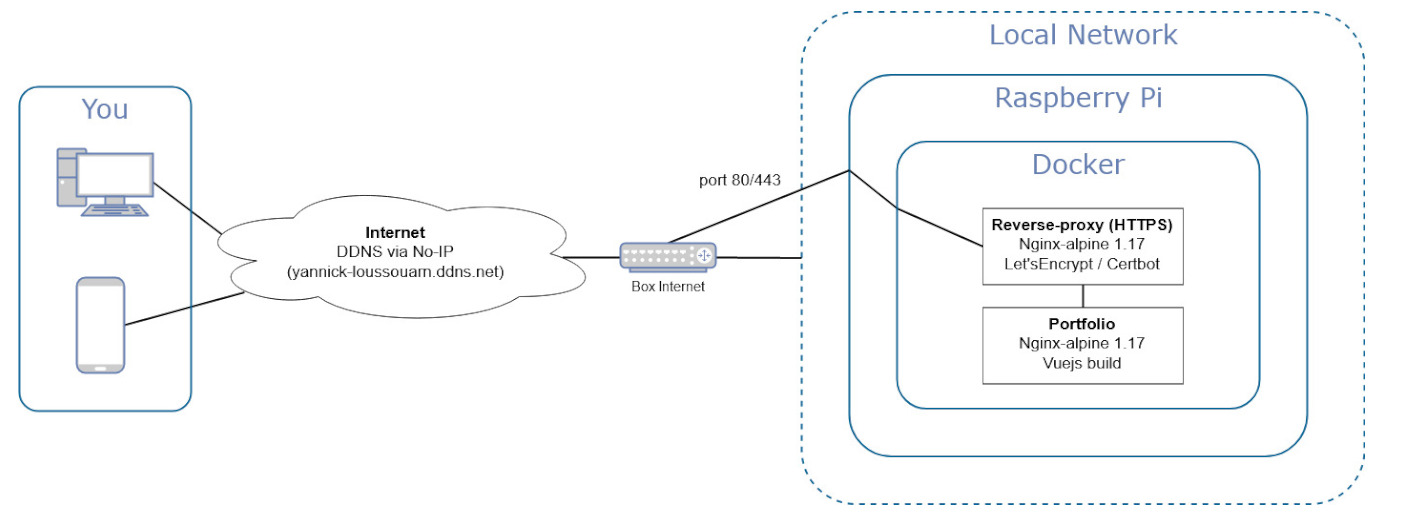 You
Internet
DDNS via No-IP
(yannick-loussouarn.ddns.net)
Box Internet
port 80/443
Local Network
Raspberry Pi
Docker
Reverse-proxy (HTTPS)
Nginx-alpine 1.17
Let'sEncrypt / Certbot
Portfolio
Nginx-alpine 1.17
Vuejs build